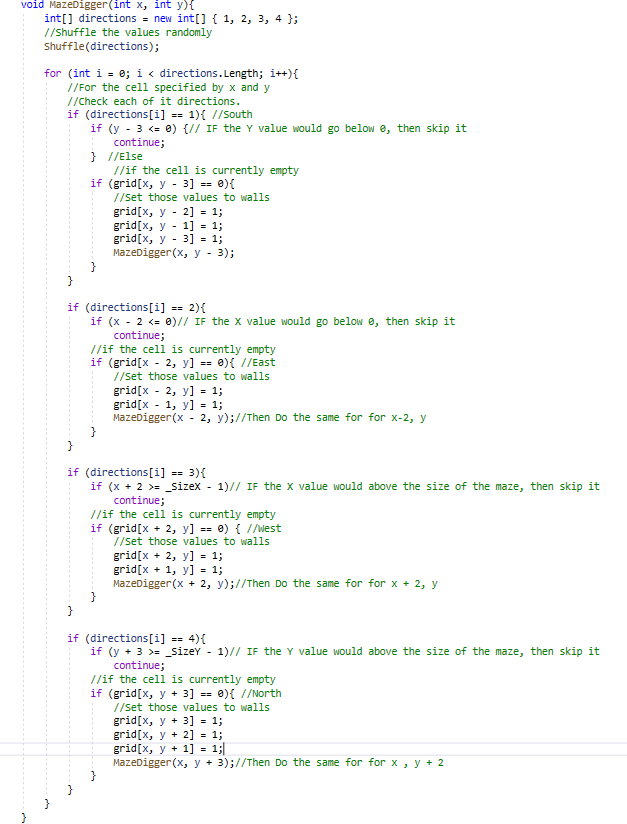 void MazeDigger(int x, int y){
int[] directions = new int[] { 1, 2, 3, 4 };
//Shuffle the values randomly
Shuffle(directions);
for (int i = 0; i < directions.Length; i++){
//For the cell specified by x and y
//Check each of it directions.
if (directions[i] == 1){ //South
if (y - 3 <= 0) {// IF the Y value would go below 0, then skip it
continue;
} //Else
//if the cell is currently empty
if (grid[x, y - 3] == 0){
//Set those values to walls
grid[x, y - 2] = 1;
grid[x, y - 1] = 1;
grid[x, y - 3] = 1;
MazeDigger(x, y - 3);
}
}
if (directions[i] == 2){
if (x - 2 <= 0)// IF the X value would go below 0, then skip it
continue;
//if the cell is currently empty
if (grid[x - 2, y] == 0){ //East
//Set those values to walls
grid[x - 2, y] = 1;
grid[x - 1, y] = 1;
MazeDigger(x - 2, y);//Then Do the same for for x-2, y
}
}
if (directions[i] == 3){
if (x + 2 >= _SizeX - 1)// IF the X value would above the size of the maze, then skip it
continue;
//if the cell is currently empty
if (grid[x + 2, y] == 0) { //West
//Set those values to walls
grid[x + 2, y] = 1;
grid[x + 1, y] = 1;
MazeDigger(x + 2, y);//Then Do the same for for x + 2, y
}
}
if (directions[i] == 4){
if (y + 3 >= _SizeY - 1)// IF the Y value would above the size of the maze, then skip it
continue;
//if the cell is currently empty
if (grid[x, y + 3] == 0){ //North
//Set those values to walls
grid[x, y + 3] = 1;
grid[x, y + 2] = 1;
grid[x, y + 1] = 1;
MazeDigger(x, y + 3);//Then Do the same for for x , y + 2
}
}
}
}